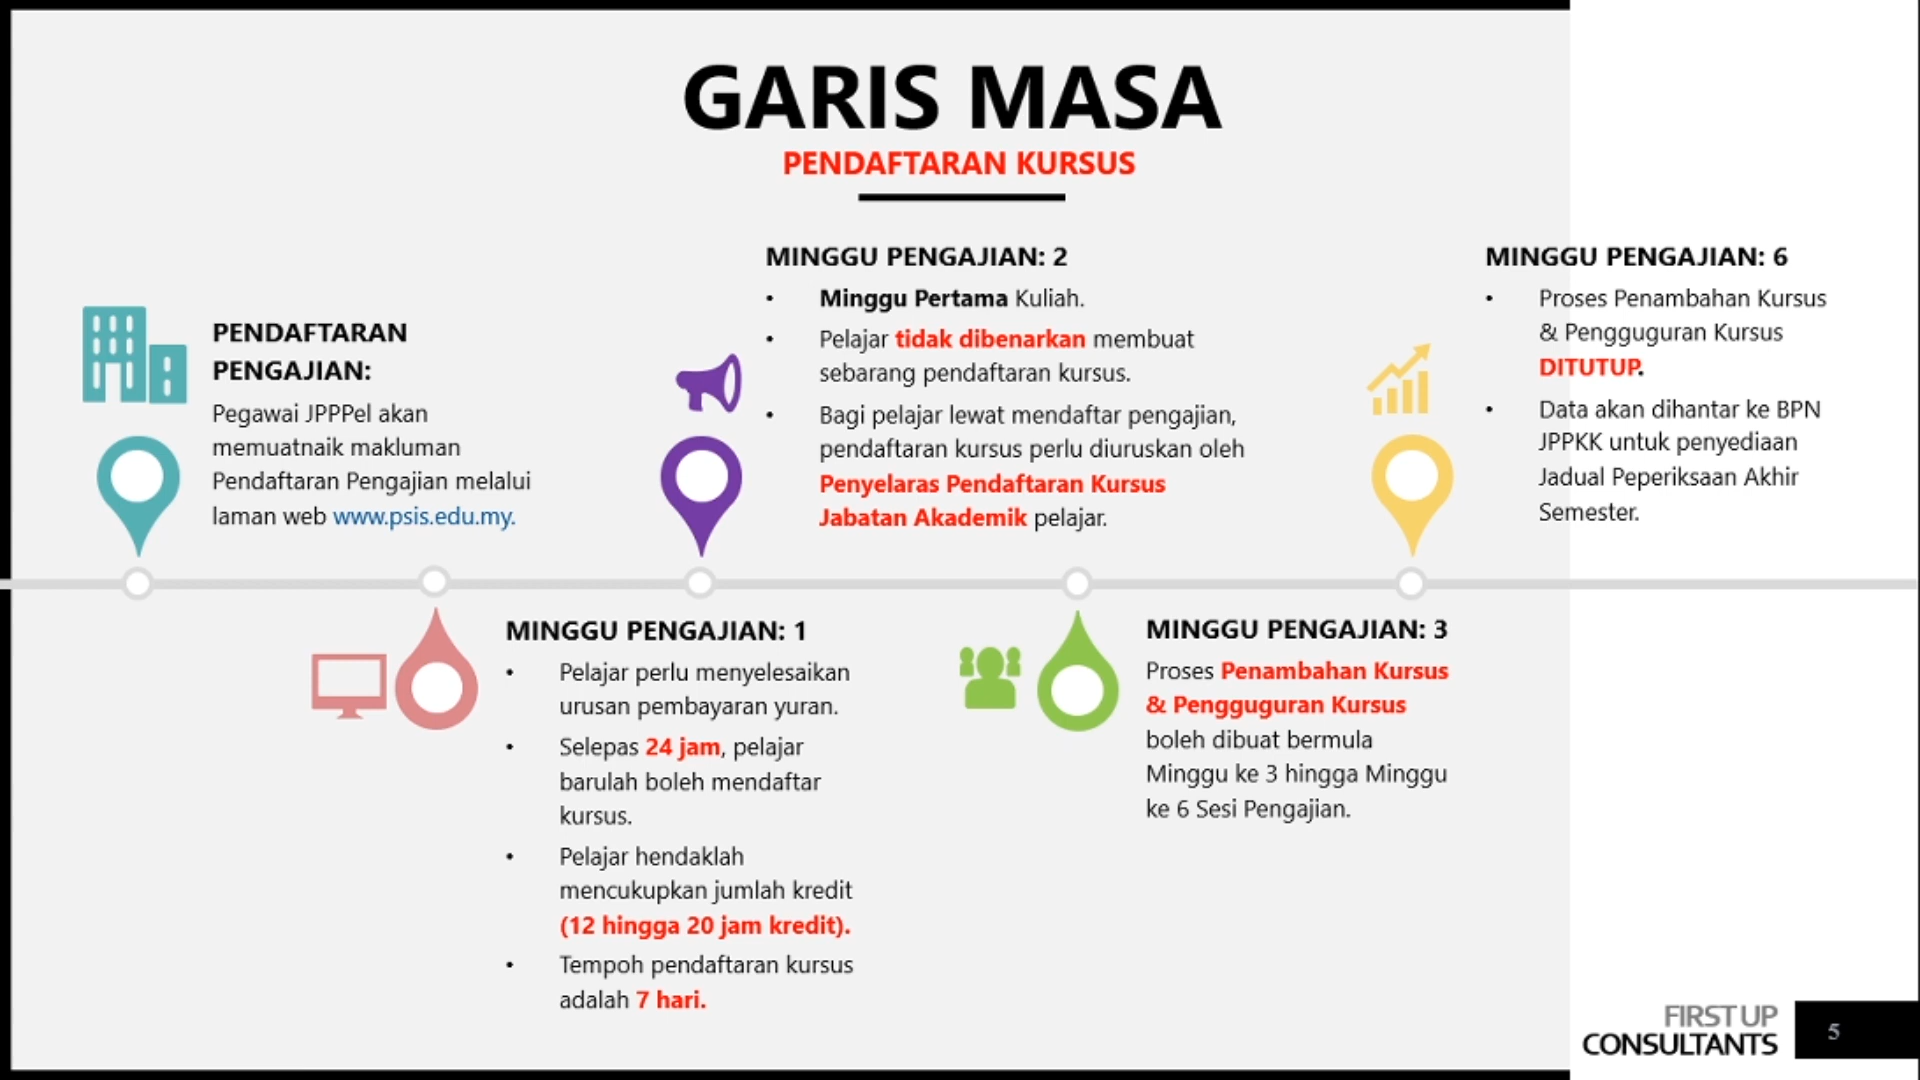 GARIS MASA
PENDAFTARAN KURSUS
PENDAFTARAN
PENGAJIAN:
Pegawai JPPPel akan
memuatnaik makluman
Pendaftaran Pengajian melalui
laman web www.psis.edu.my.
MINGGU PENGAJIAN: 1
• Pelajar perlu menyelesaikan
urusan pembayaran yuran.
• Selepas 24 jam, pelajar
barulah boleh mendaftar
kursus.
• Pelajar hendaklah
mencukupkan jumlah kredit
(12 hingga 20 jam kredit).
• Tempoh pendaftaran kursus
adalah 7 hari.
MINGGU PENGAJIAN: 2
• Minggu Pertama Kuliah.
• Pelajar tidak dibenarkan membuat
sebarang pendaftaran kursus.
• Bagi pelajar lewat mendaftar pengajian,
pendaftaran kursus perlu diuruskan oleh
Penyelaras Pendaftaran Kursus
Jabatan Akademik pelajar.
MINGGU PENGAJIAN: 3
Proses Penambahan Kursus
& Pengguguran Kursus
boleh dibuat bermula
Minggu ke 3 hingga Minggu
ke 6 Sesi Pengajian.
MINGGU PENGAJIAN: 6
• Proses Penambahan Kursus
& Pengguguran Kursus
DITUTUP.
• Data akan dihantar ke BPN
JPPKK untuk penyediaan
Jadual Peperiksaan Akhir
Semester.
FIRST UP
CONSULTANTS
5